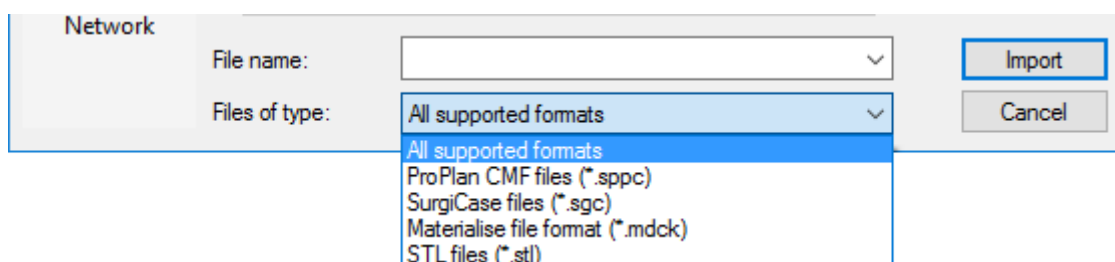 Network
File name:
Import
Files of type:
All supported formats
Cancel
All supported formats
ProPlan CMF files (*.sppc)
SurgiCase files (*.sgc)
Materialise file format (*.mdck)
STL files (*.stl)